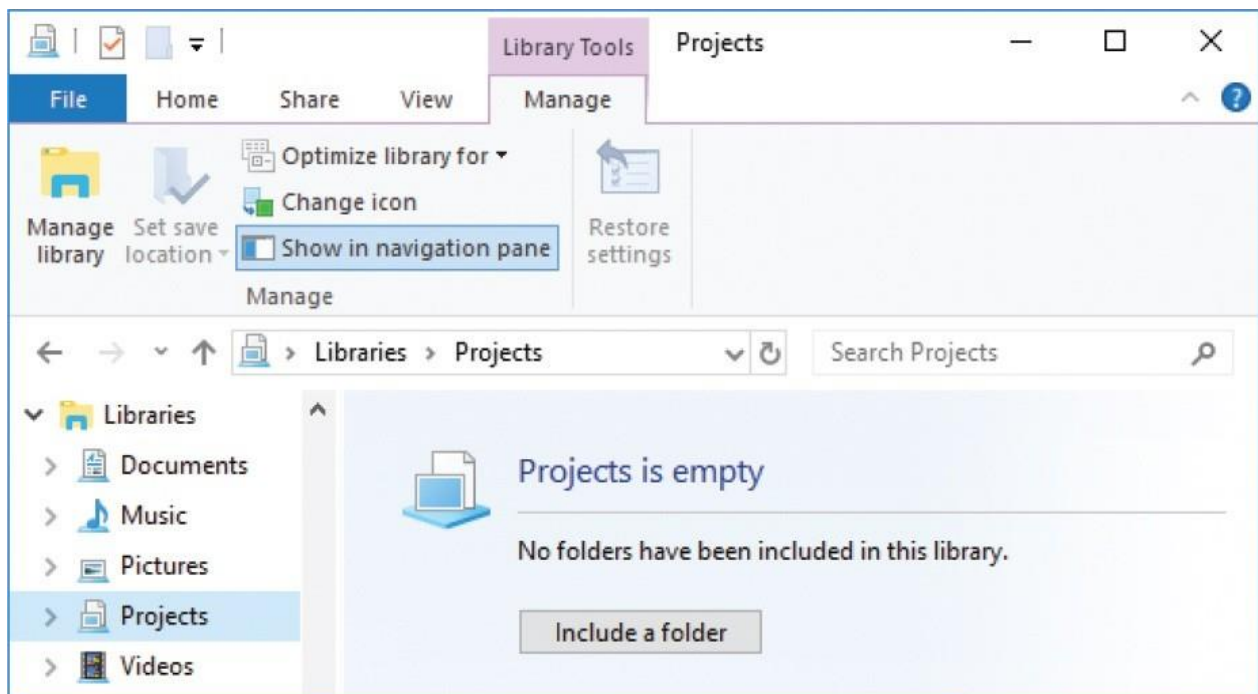 Library Tools
Projects
File
Home
Share
View
Manage
?
Manage
library
Set save
location
Optimize library for
Change icon
Show in navigation pane
Manage
Restore
settings
Libraries > Projects
Search Projects
Libraries
Documents
Music
Pictures
Projects
Videos
Projects is empty
No folders have been included in this library.
Include a folder